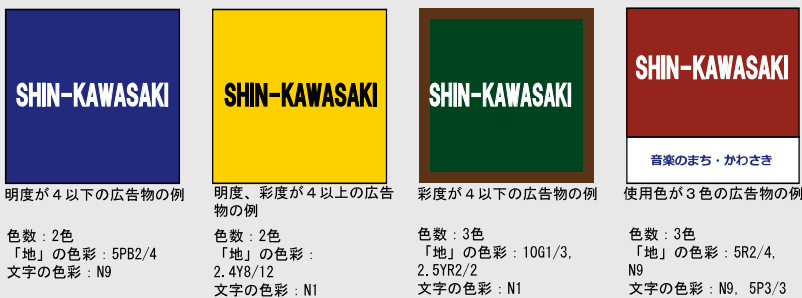 SHIN-KAWASAKI
明度が４以下の広告物の例
色数：2色
「地」の色彩：5PB2/4
文字の色彩：N9
SHIN-KAWASAKI
明度、彩度が４以上の広告
物の例
色数：2色
「地」の色彩：
2.4Y8/12
文字の色彩：N1
SHIN-KAWASAKI
彩度が４以下の広告物の例
色数：3色
「地」の色彩：10G1/3,
2.5YR2/2
文字の色彩：N1
SHIN-KAWASAKI
音楽のまち・かわさき
使用色が３色の広告物の例
色数：3色
「地」の色彩：5R2/4,
N9
文字の色彩：N9, 5P3/3